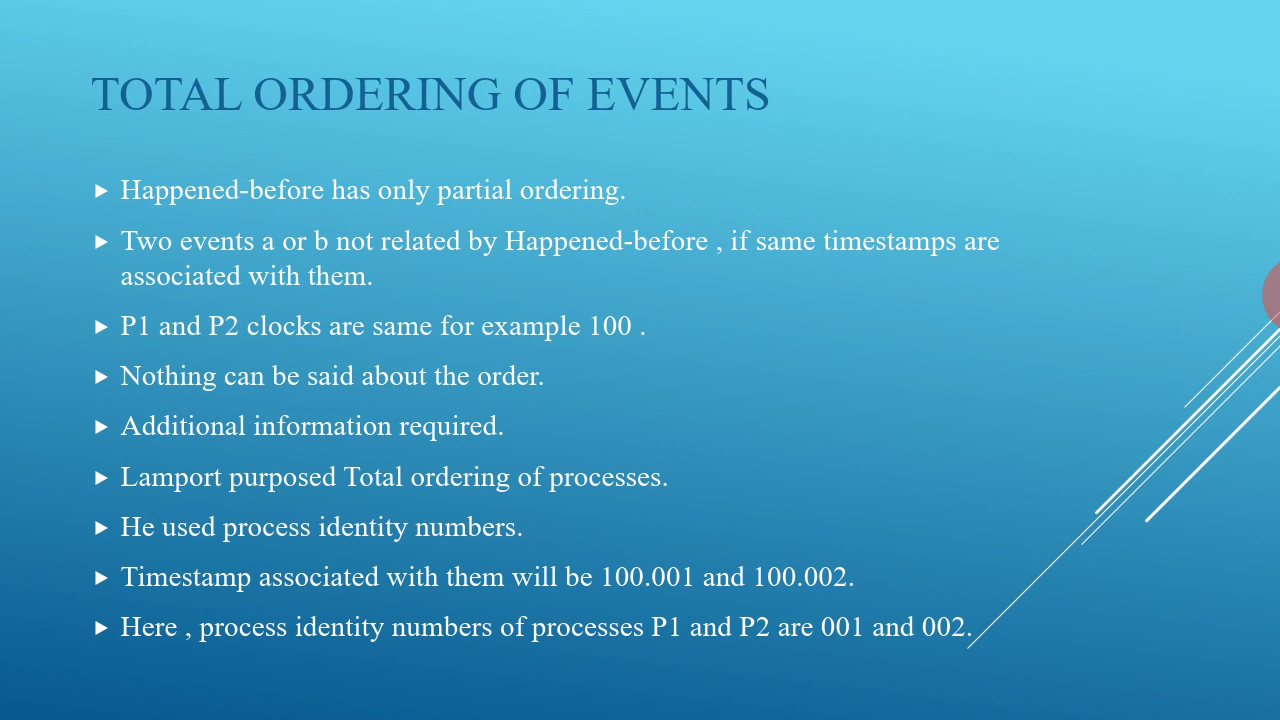 TOTAL ORDERING OF EVENTS
Happened-before has only partial ordering.
Two events a or b not related by Happened-before , if same timestamps are
associated with them.
P1 and P2 clocks are same for example 100 .
Nothing can be said about the order.
Additional information required.
Lamport purposed Total ordering of processes.
He used process identity numbers.
Timestamp associated with them will be 100.001 and 100.002.
Here , process identity numbers of processes P1 and P2 are 001 and 002.